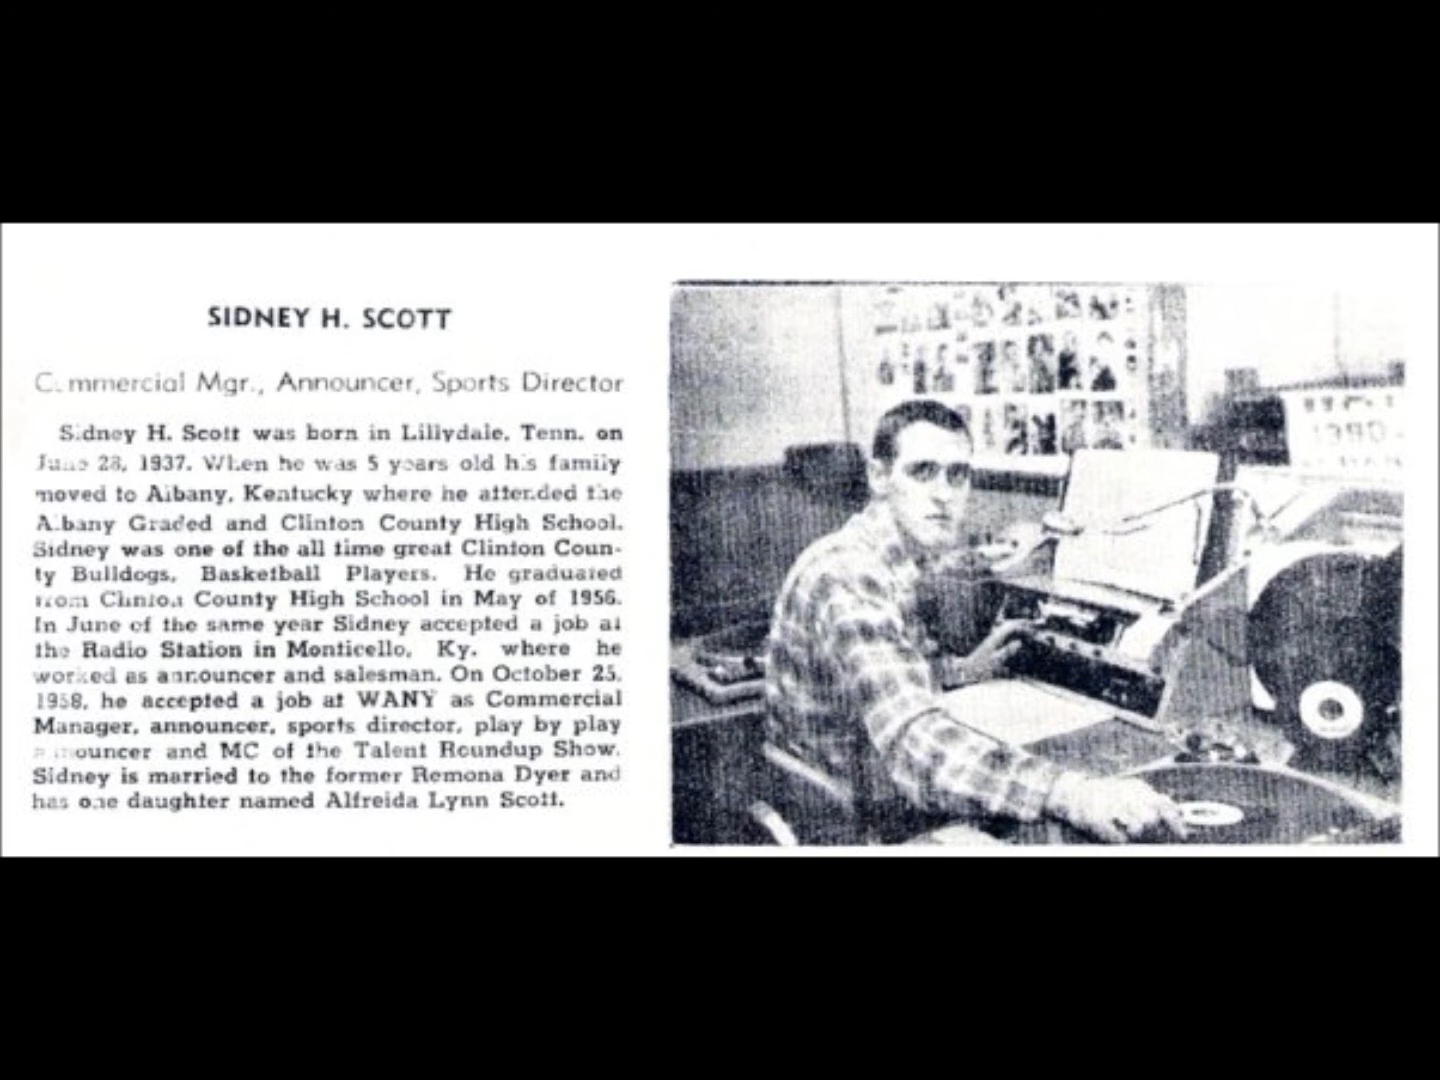 SIDNEY H. SCOTT
Commercial Mgr., Announcer, Sports Director
Sidney H. Scott was born in Lillydale, Tenn. on
June 28, 1937. When he was 5 years old his family
moved to Albany, Kentucky where he attended the
Albany Graded and Clinton County High School.
Sidney was one of the all time great Clinton Coun-
ty Bulldogs, Basketball Players. He graduated
from Clinton County High School in May of 1956.
In June of the same year Sidney accepted a job at
the Radio Station in Monticello, Ky. where he
worked as announcer and salesman. On October 25,
1958, he accepted a job at WANY as Commercial
Manager, announcer, sports director, play by play
announcer and MC of the Talent Roundup Show.
Sidney is married to the former Remona Dyer and
has one daughter named Alfreida Lynn Scott.